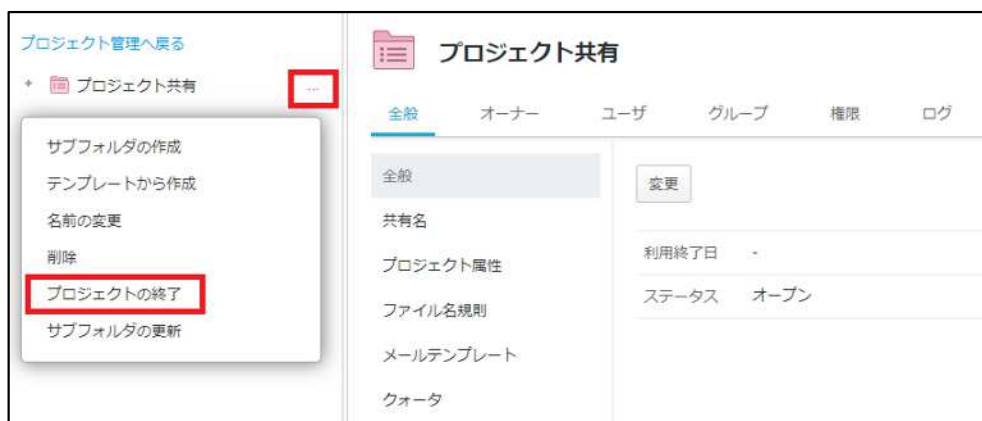 プロジェクト管理へ戻る
プロジェクト共有
...
サブフォルダの作成
テンプレートから作成
名前の変更
削除
プロジェクトの終了
サブフォルダの更新
プロジェクト共有
全般 オーナー ユーザ グループ 権限 ログ
全般
共有名
プロジェクト属性
ファイル名規則
メールテンプレート
クォータ
変更
利用終了日 -
ステータス オープン